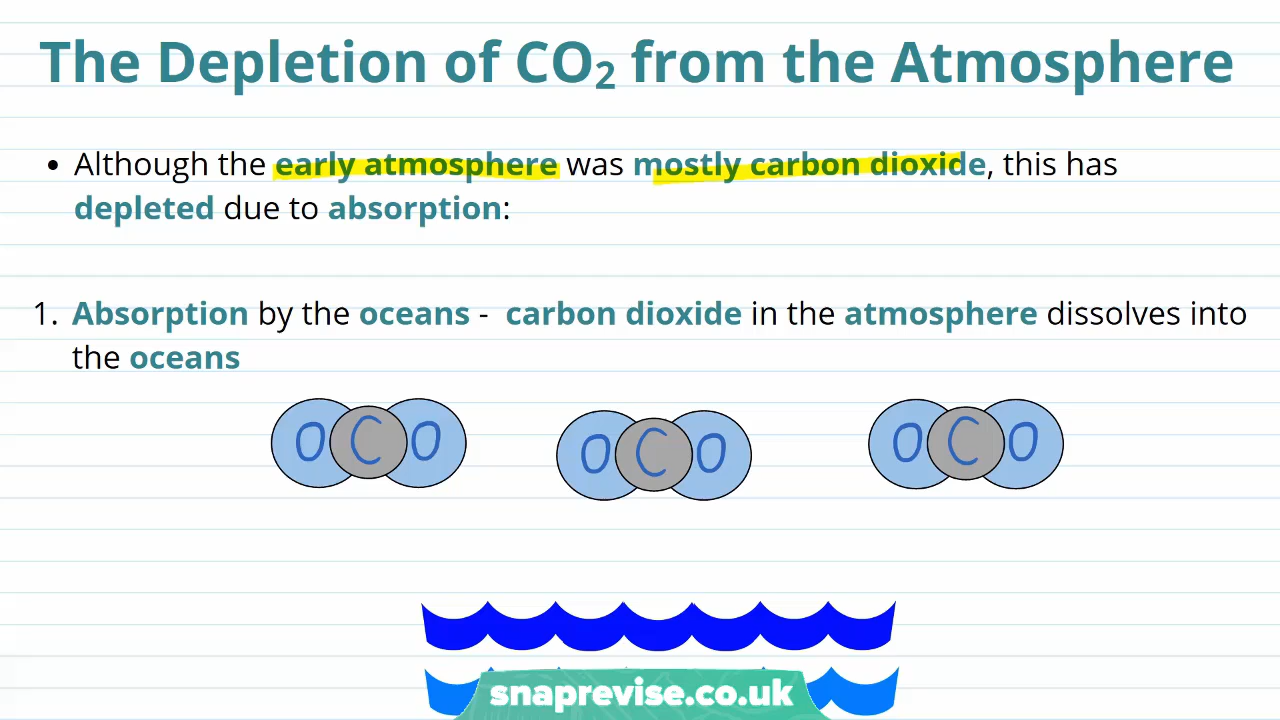 The Depletion of CO₂ from the Atmosphere
• Although the early atmosphere was mostly carbon dioxide, this has
depleted due to absorption:
1. Absorption by the oceans - carbon dioxide in the atmosphere dissolves into
the oceans
O C O O C O O C O
snaprevise.co.uk